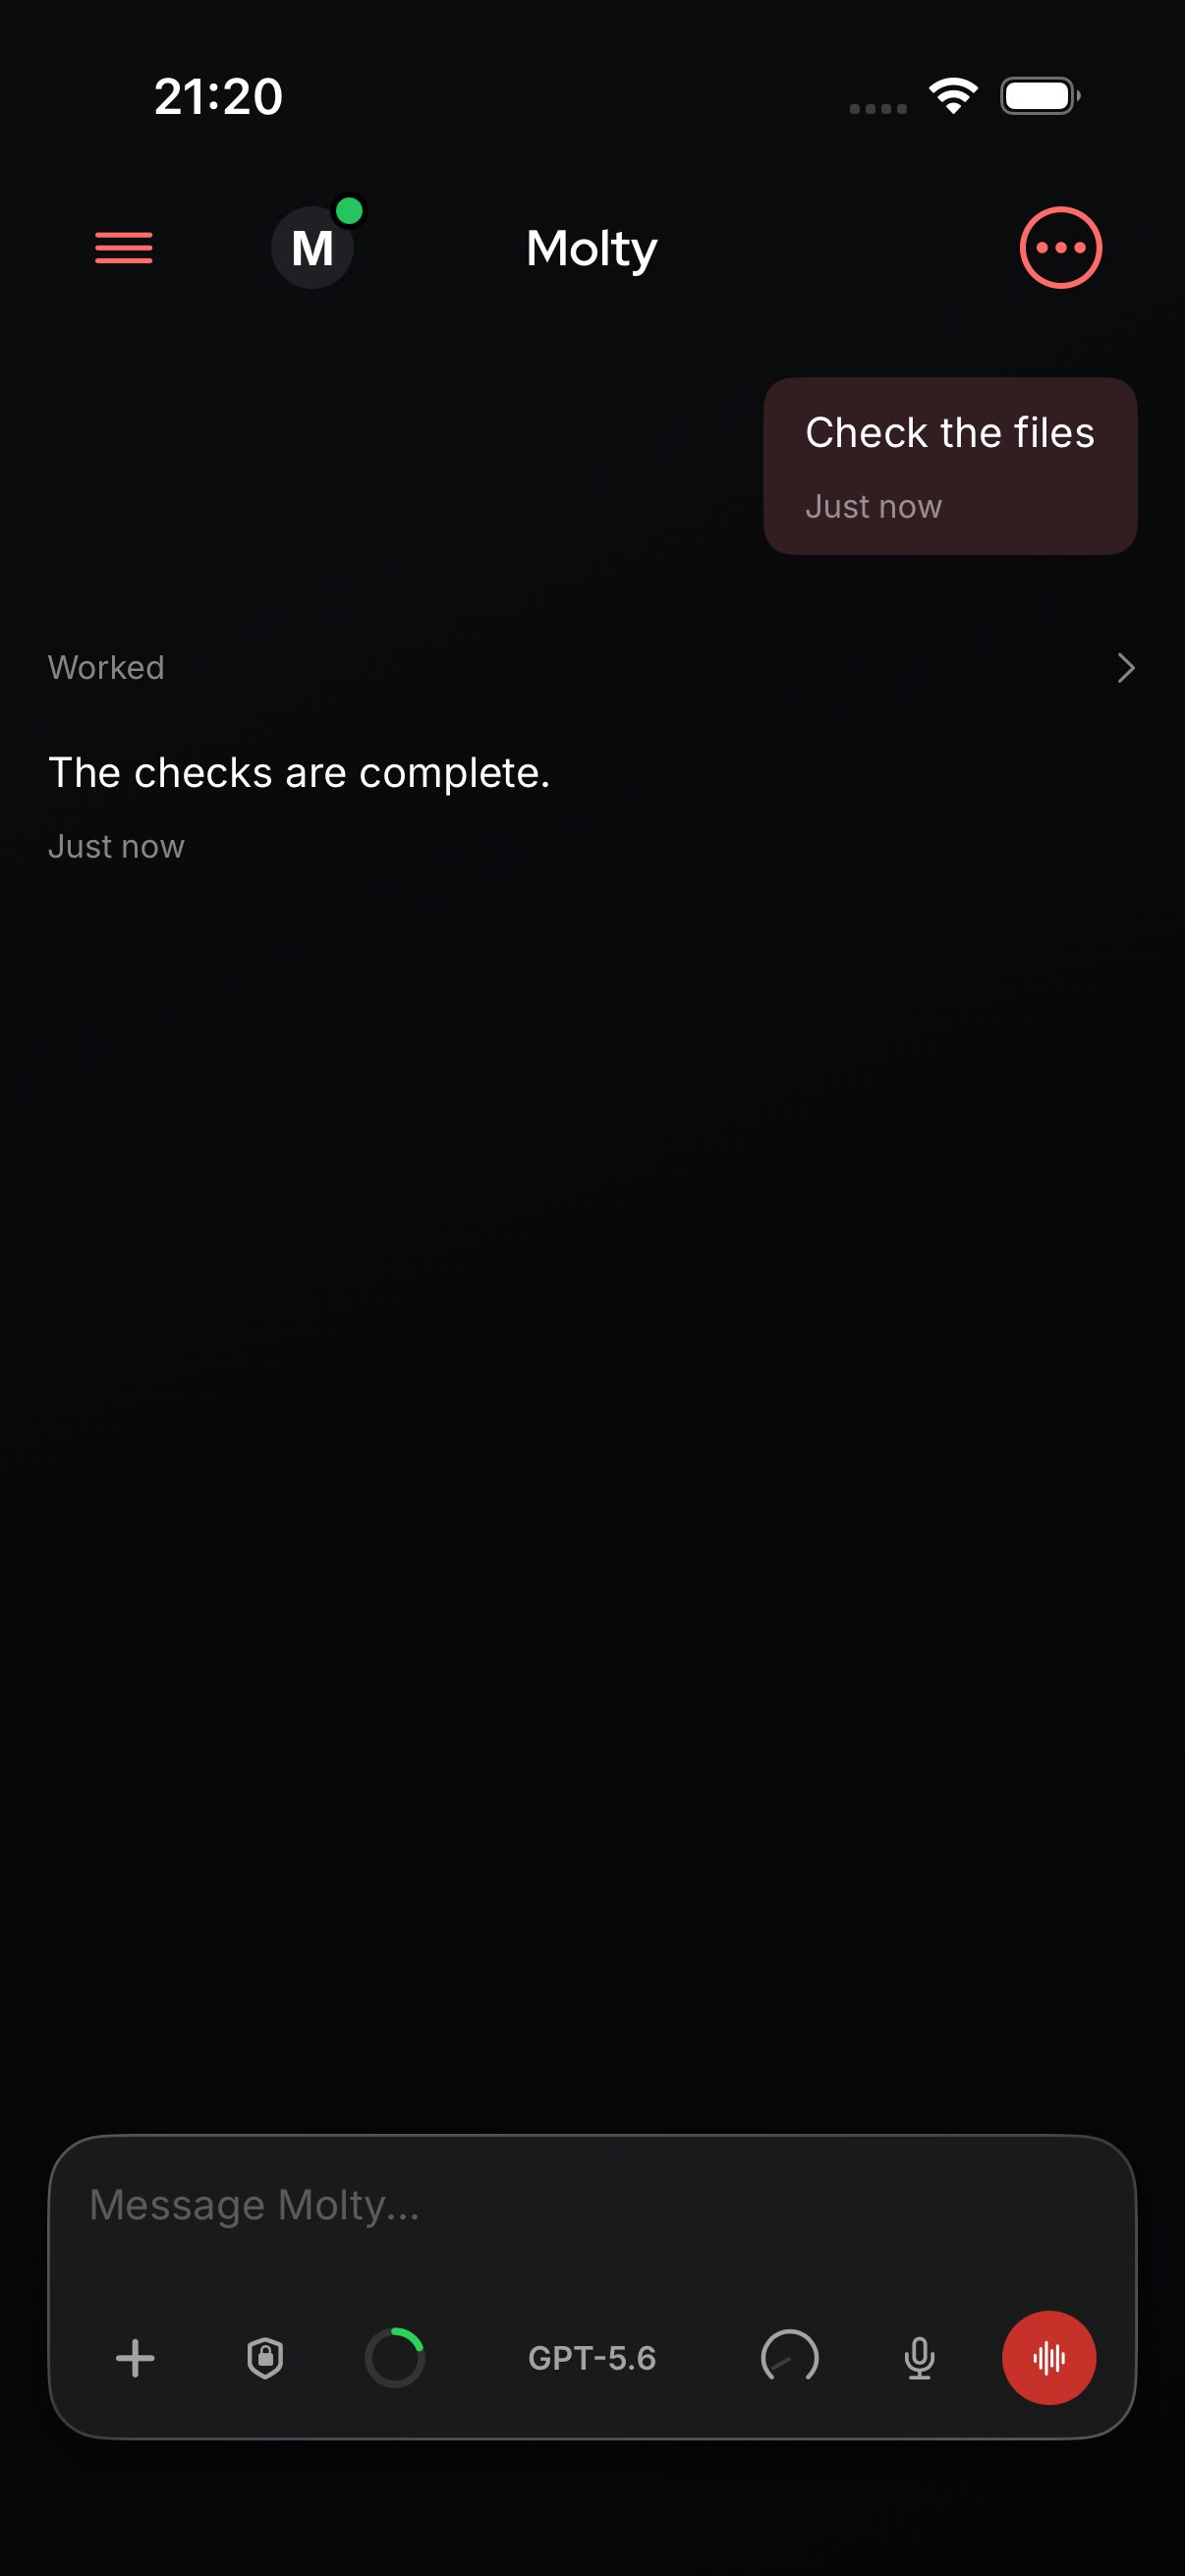 21:20
M
Molty
Check the files
Just now
Worked
The checks are complete.
Just now
Message Molty...
GPT-5.6